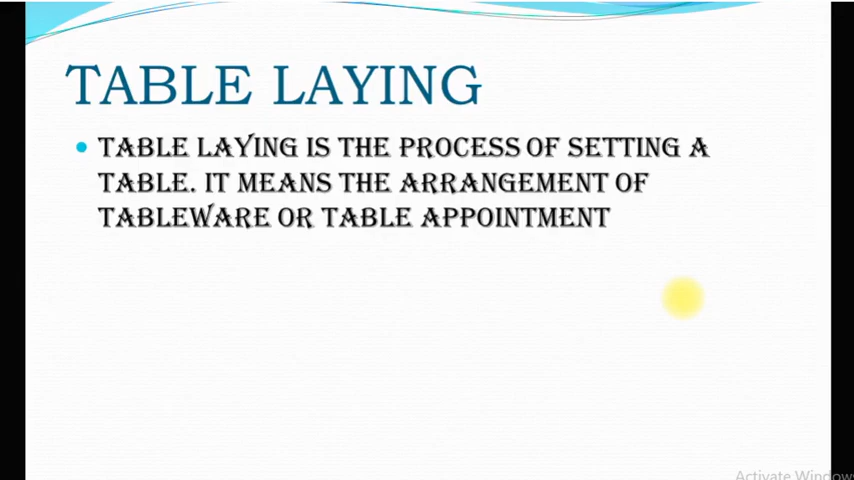 TABLE LAYING
• TABLE LAYING IS THE PROCESS OF SETTING A
TABLE. IT MEANS THE ARRANGEMENT OF
TABLEWARE OR TABLE APPOINTMENT
Activate Windows